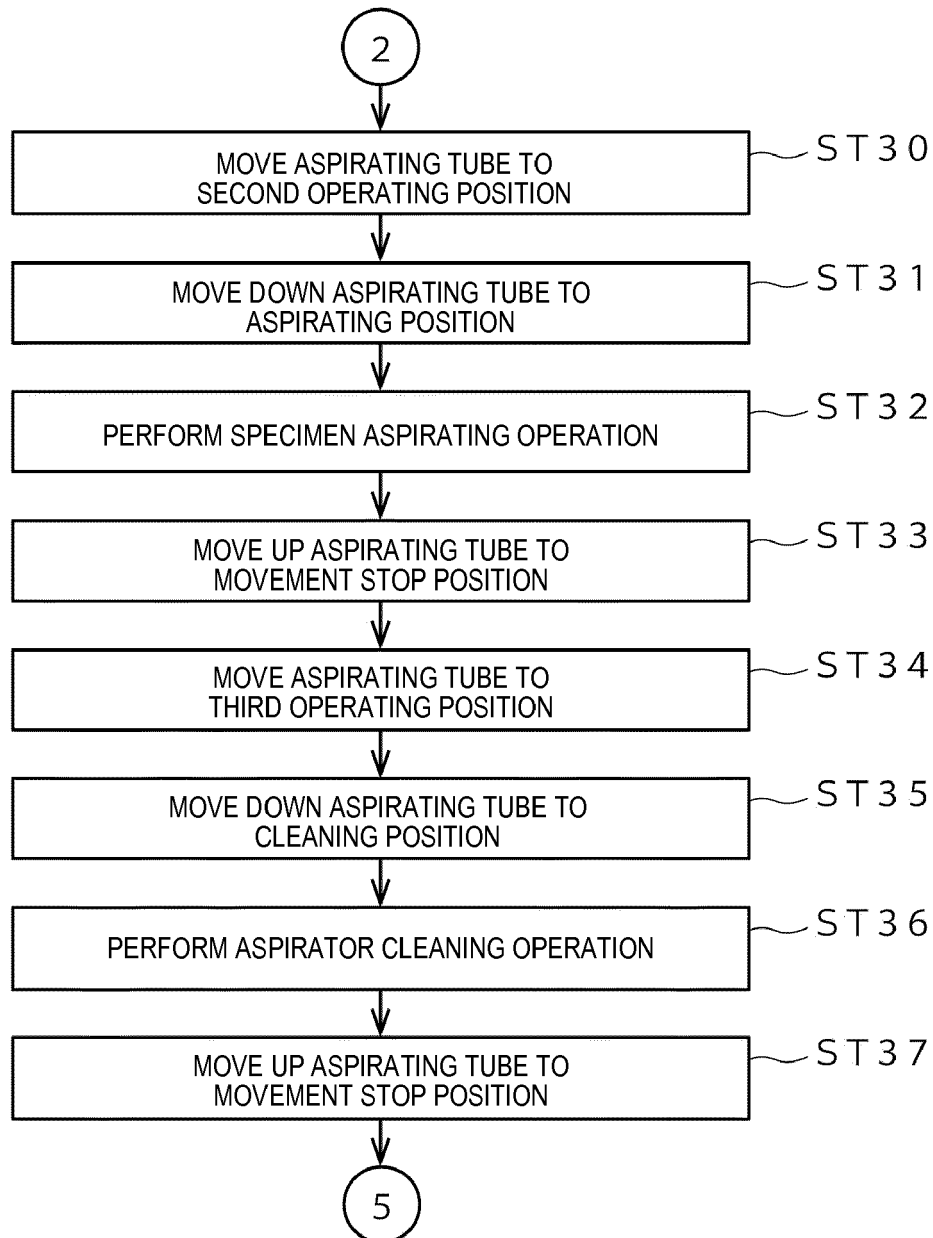 2
MOVE ASPIRATING TUBE TO
SECOND OPERATING POSITION
ST30
MOVE DOWN ASPIRATING TUBE TO
ASPIRATING POSITION
ST31
PERFORM SPECIMEN ASPIRATING OPERATION
ST32
MOVE UP ASPIRATING TUBE TO
MOVEMENT STOP POSITION
ST33
MOVE ASPIRATING TUBE TO
THIRD OPERATING POSITION
ST34
MOVE DOWN ASPIRATING TUBE TO
CLEANING POSITION
ST35
PERFORM ASPIRATOR CLEANING OPERATION
ST36
MOVE UP ASPIRATING TUBE TO
MOVEMENT STOP POSITION
ST37
5